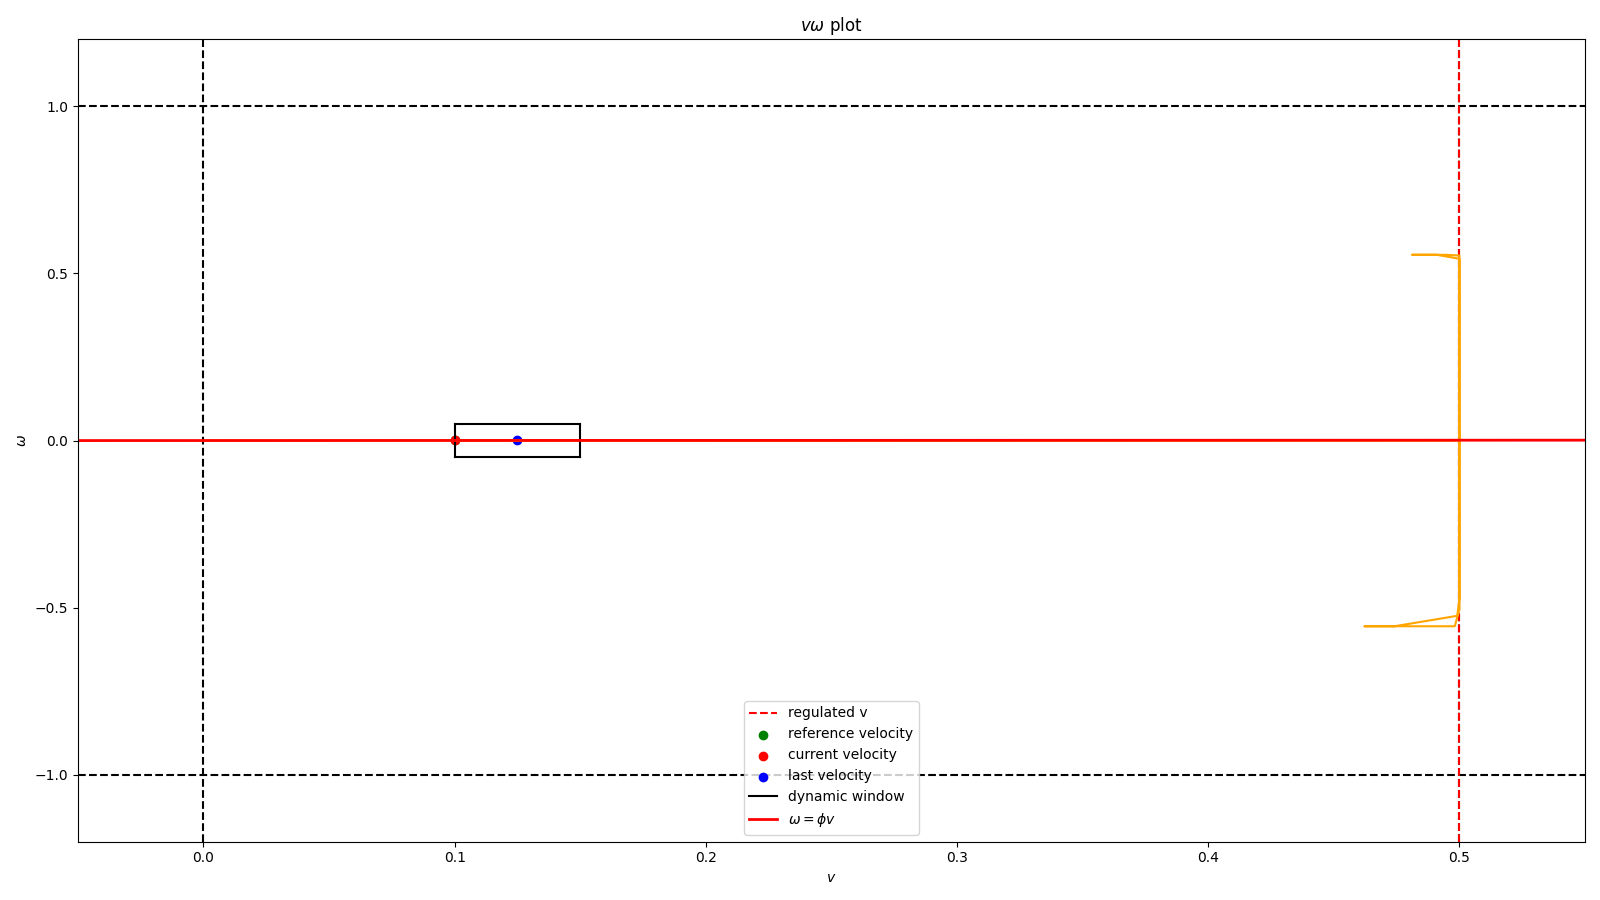 vω plot
1.0
0.5
0.0
−0.5
−1.0
ω
0.0
0.1
0.2
0.3
0.4
0.5
v
regulated v
reference velocity
current velocity
last velocity
dynamic window
ω = ϕv